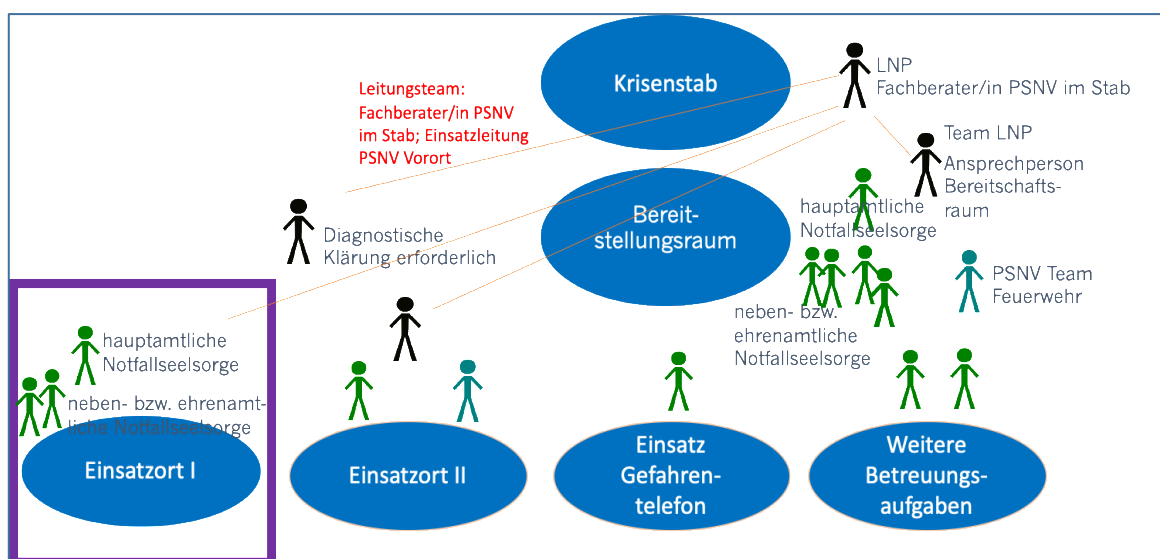 Krisenstab
LNP
Fachberater/in PSNV im Stab
Leitungsteam:
Fachberater/in PSNV
im Stab; Einsatzleitung
PSNV Vorort
Team LNP
Ansprechperson
Bereitschafts-
raum
Bereit-
stellungsraum
hauptamtliche
Notfallseelsorge
Diagnostische
Klärung erforderlich
PSNV Team
Feuerwehr
neben- bzw.
ehrenamtliche
Notfallseelsorge
hauptamtliche
Notfallseelsorge
neben- bzw. ehrenamt-
liche Notfallseelsorge
Einsatzort I
Einsatzort II
Einsatz
Gefahren-
telefon
Weitere
Betreuungs-
aufgaben